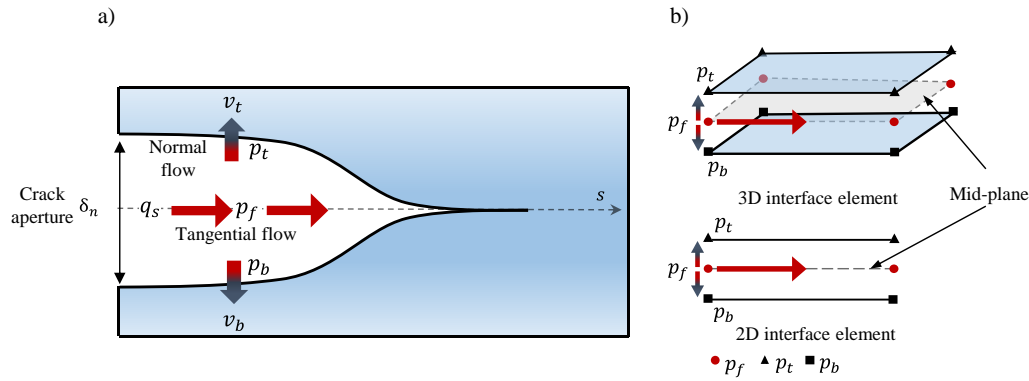 a)
v_t
Normal
flow
p_t
Crack
aperture
δ_n
q_s
p_f
s
Tangential flow
p_b
v_b
b)
p_t
p_f
p_b
3D interface element
Mid-plane
p_t
p_f
p_b
2D interface element
p_f p_t p_b